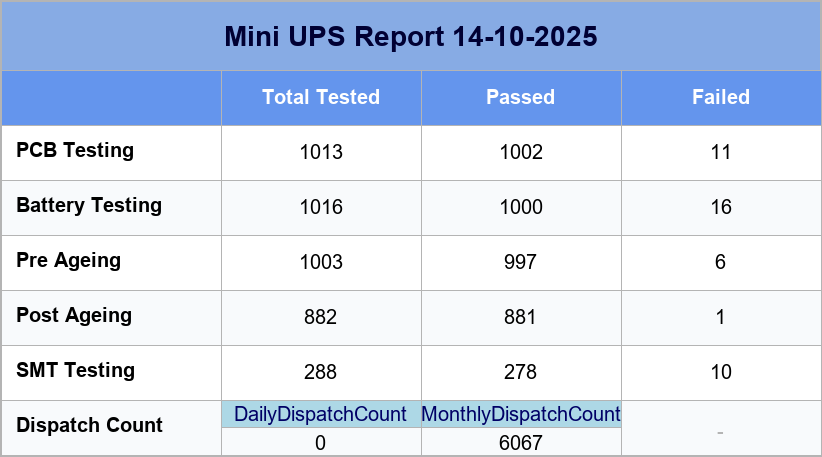 Mini UPS Report 14-10-2025
Total Tested Passed Failed
PCB Testing 1013 1002 11
Battery Testing 1016 1000 16
Pre Ageing 1003 997 6
Post Ageing 882 881 1
SMT Testing 288 278 10
DailyDispatchCount MonthlyDispatchCount
Dispatch Count -
0 6067